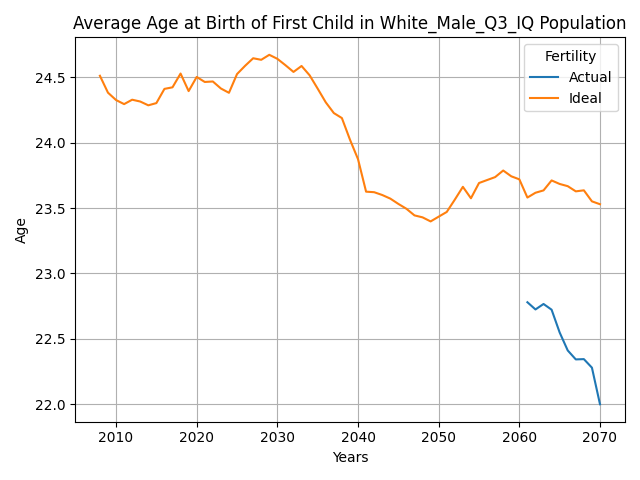 Average Age at Birth of First Child in White_Male_Q3_IQ Population
Fertility
Actual
Ideal
24.5
24.0
23.5
23.0
22.5
22.0
Age
2010 2020 2030 2040 2050 2060 2070
Years